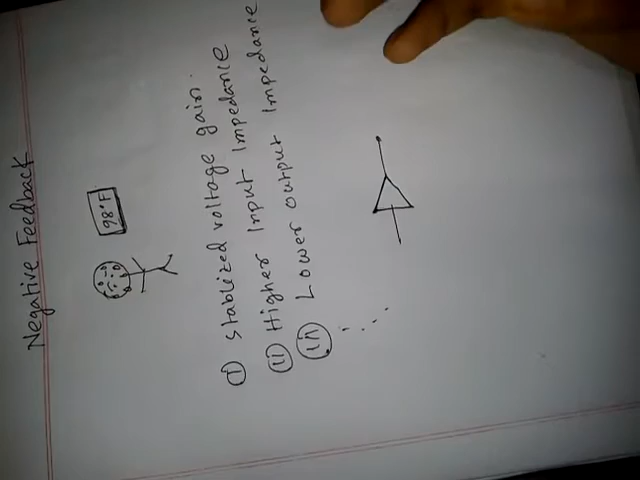 Negative Feedback
98°F
(i) Stablized voltage gain.
(ii) Higher Input Impedance
(iii) Lower output Impedance